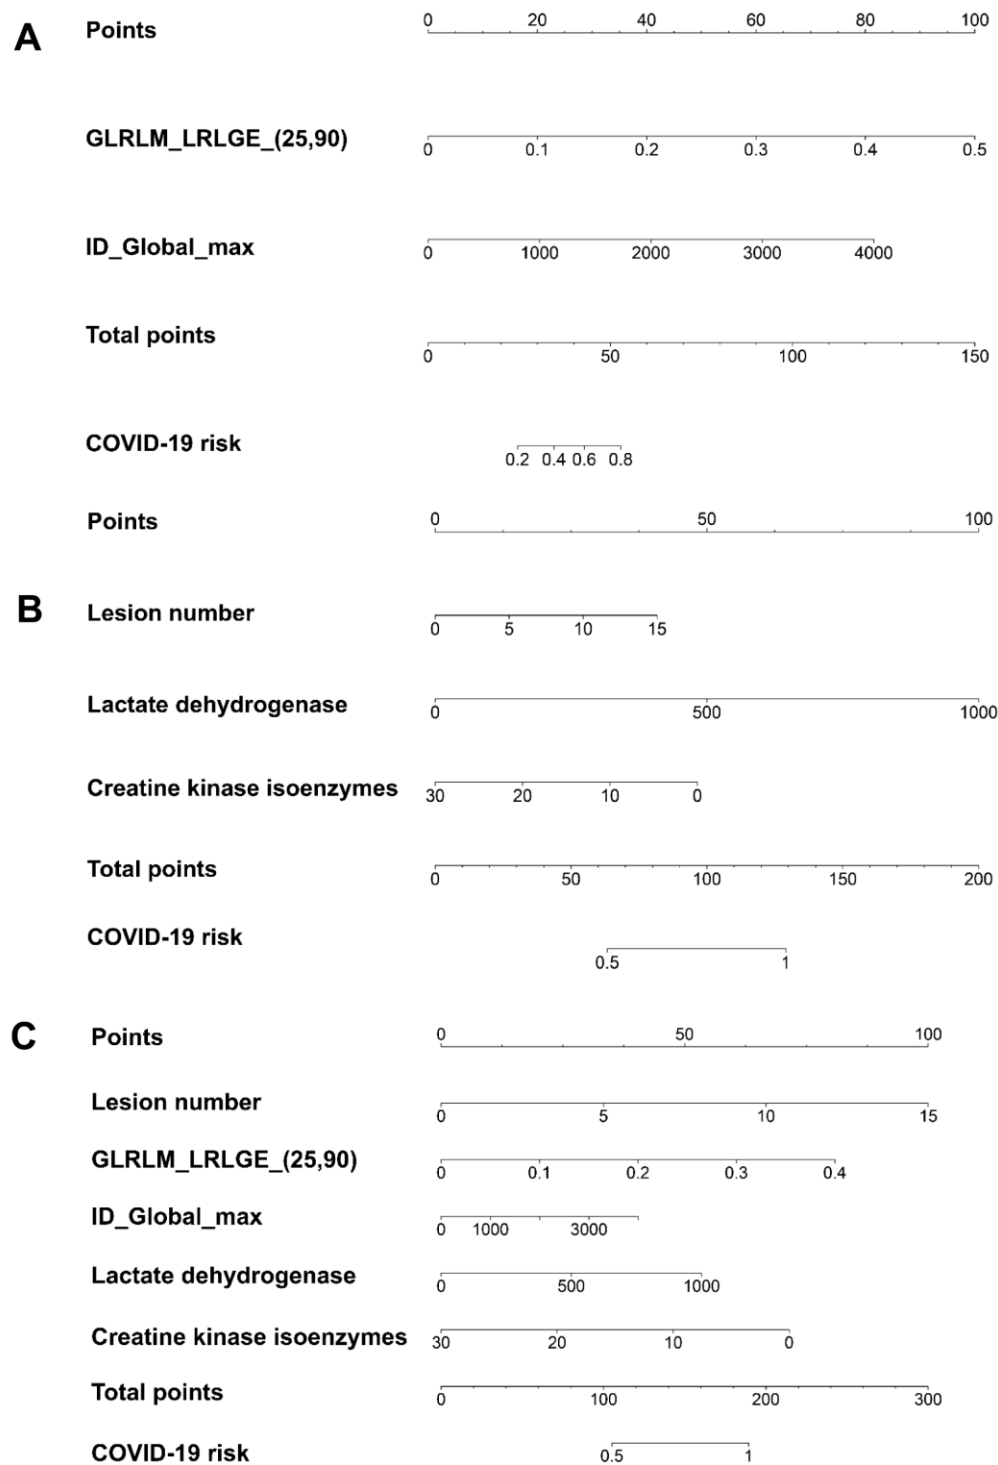 A
Points
0 20 40 60 80 100
GLRLM_LRLGE_(25,90)
0 0.1 0.2 0.3 0.4 0.5
ID_Global_max
0 1000 2000 3000 4000
Total points
0 50 100 150
COVID-19 risk
0.2 0.4 0.6 0.8
Points
0 50 100
B
Lesion number
0 5 10 15
Lactate dehydrogenase
0 500 1000
Creatine kinase isoenzymes
30 20 10 0
Total points
0 50 100 150 200
COVID-19 risk
0.5 1
C
Points
0 50 100
Lesion number
0 5 10 15
GLRLM_LRLGE_(25,90)
0 0.1 0.2 0.3 0.4
ID_Global_max
0 1000 3000
Lactate dehydrogenase
0 500 1000
Creatine kinase isoenzymes
30 20 10 0
Total points
0 100 200 300
COVID-19 risk
0.5 1